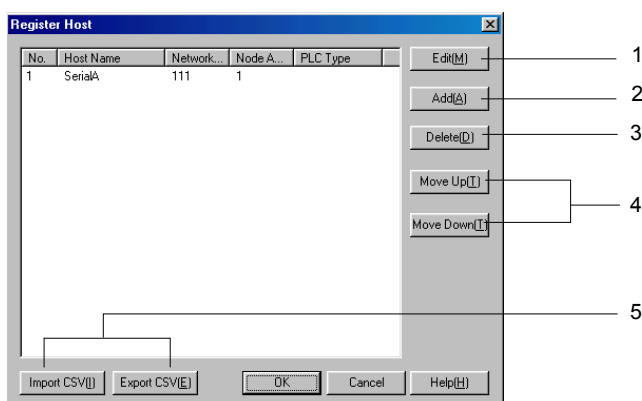 Register Host
No. Host Name Network... Node A... PLC Type
1 SerialA 111 1
Edit(M) 1
Add(A) 2
Delete(D) 3
Move Up(T)
4
Move Down(T)
5
Import CSV(I) Export CSV(E) OK Cancel Help(H)